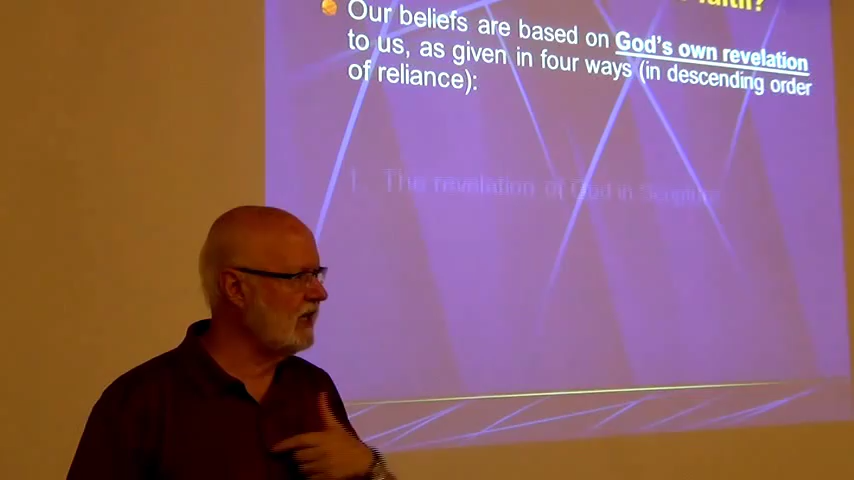 faith?
Our beliefs are based on God's own revelation
to us, as given in four ways (in descending order
of reliance):
1. The revelation of God in Scripture